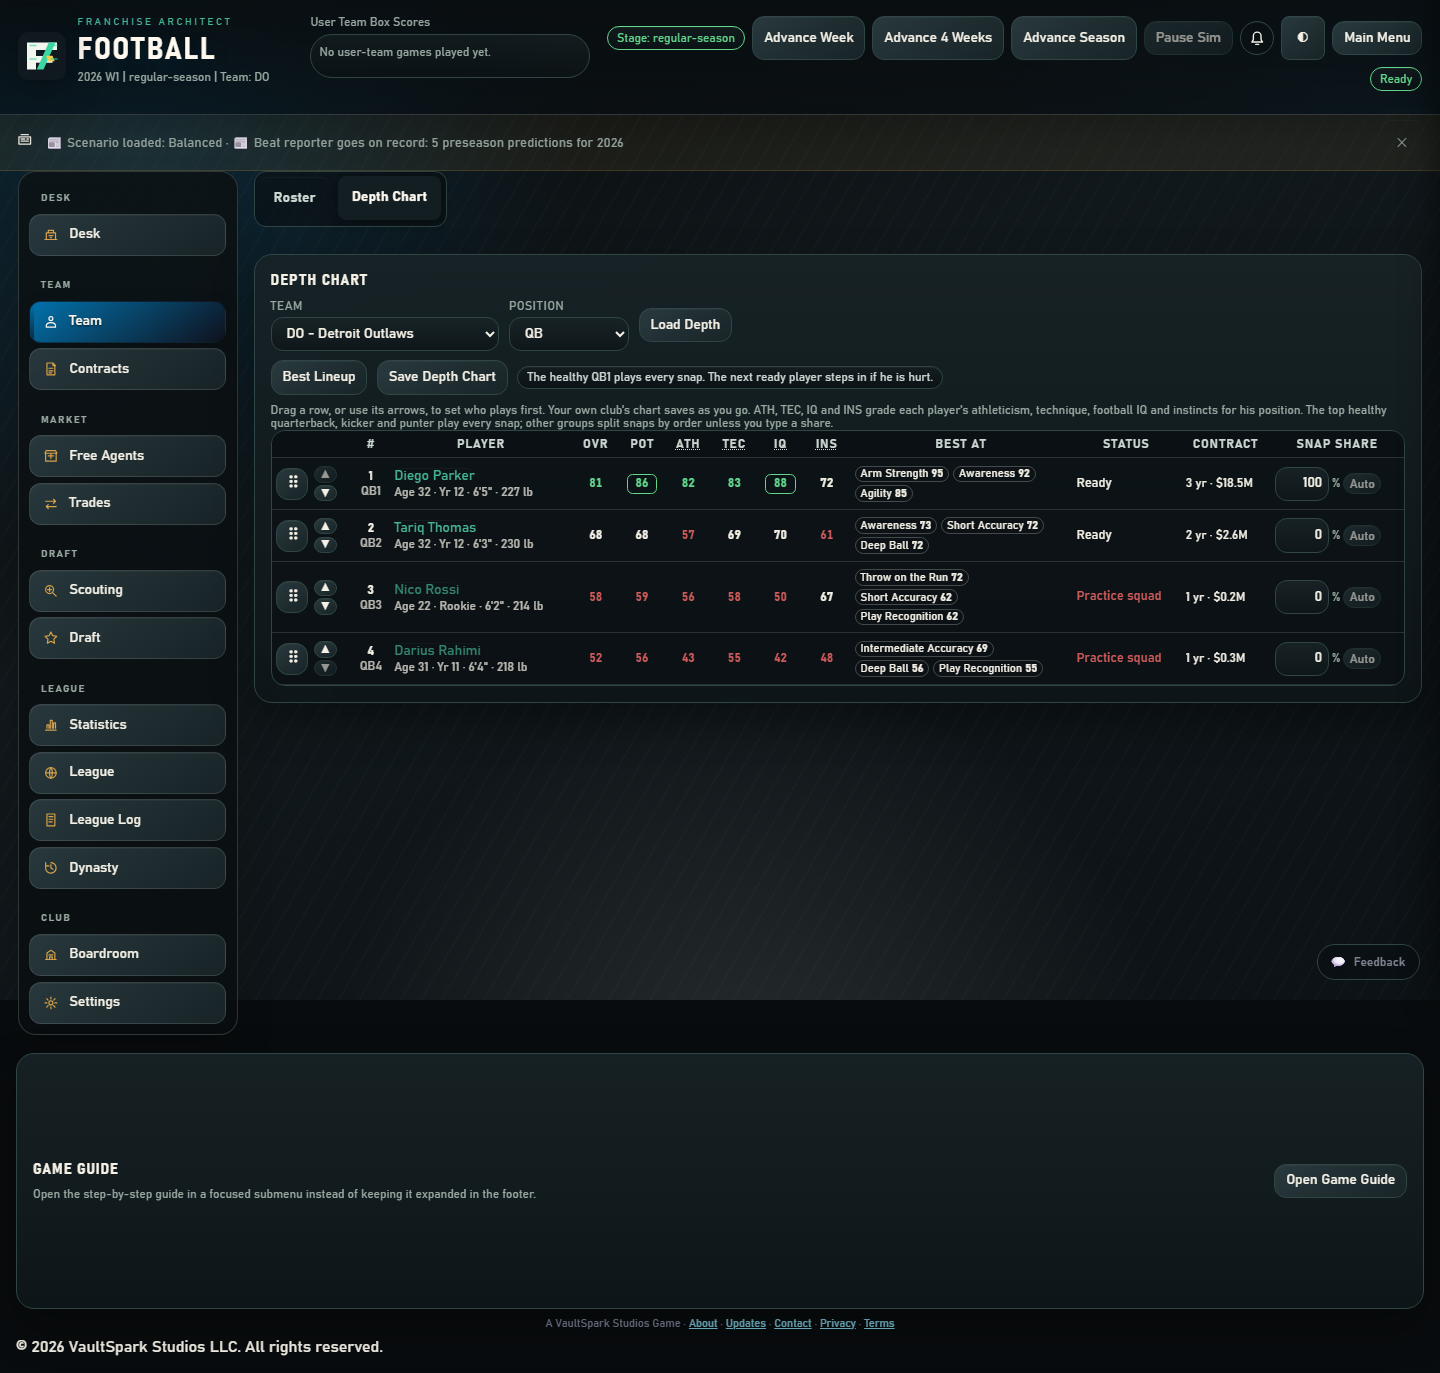 FRANCHISE ARCHITECT
FOOTBALL
2026 W1 | regular-season | Team: DO
User Team Box Scores
No user-team games played yet.
Stage: regular-season
Advance Week
Advance 4 Weeks
Advance Season
Pause Sim
Main Menu
Ready
Scenario loaded: Balanced · Beat reporter goes on record: 5 preseason predictions for 2026
DESK
Desk
TEAM
Team
Contracts
MARKET
Free Agents
Trades
DRAFT
Scouting
Draft
LEAGUE
Statistics
League
League Log
Dynasty
CLUB
Boardroom
Settings
Roster
Depth Chart
DEPTH CHART
TEAM
DO - Detroit Outlaws
POSITION
QB
Load Depth
Best Lineup
Save Depth Chart
The healthy QB1 plays every snap. The next ready player steps in if he is hurt.
Drag a row, or use its arrows, to set who plays first. Your own club's chart saves as you go. ATH, TEC, IQ and INS grade each player's athleticism, technique, football IQ and instincts for his position. The top healthy
quarterback, kicker and punter play every snap; other groups split snaps by order unless you type a share.
# PLAYER OVR POT ATH TEC IQ INS BEST AT STATUS CONTRACT SNAP SHARE
1 Diego Parker 81 86 82 83 88 72 Arm Strength 95 Awareness 92 Ready 3 yr · $18.5M 100 % Auto
QB1 Age 32 · Yr 12 · 6'5" · 227 lb Agility 85
2 Tariq Thomas 68 68 57 69 70 61 Awareness 73 Short Accuracy 72 Ready 2 yr · $2.6M 0 % Auto
QB2 Age 32 · Yr 12 · 6'3" · 230 lb Deep Ball 72
Throw on the Run 72
3 Nico Rossi 58 59 56 58 50 67 Short Accuracy 62 Practice squad 1 yr · $0.2M 0 % Auto
QB3 Age 22 · Rookie · 6'2" · 214 lb Play Recognition 62
4 Darius Rahimi 52 56 43 55 42 48 Intermediate Accuracy 69 Practice squad 1 yr · $0.3M 0 % Auto
QB4 Age 31 · Yr 11 · 6'4" · 218 lb Deep Ball 56 Play Recognition 55
Feedback
GAME GUIDE
Open the step-by-step guide in a focused submenu instead of keeping it expanded in the footer.
Open Game Guide
A VaultSpark Studios Game · About · Updates · Contact · Privacy · Terms
© 2026 VaultSpark Studios LLC. All rights reserved.